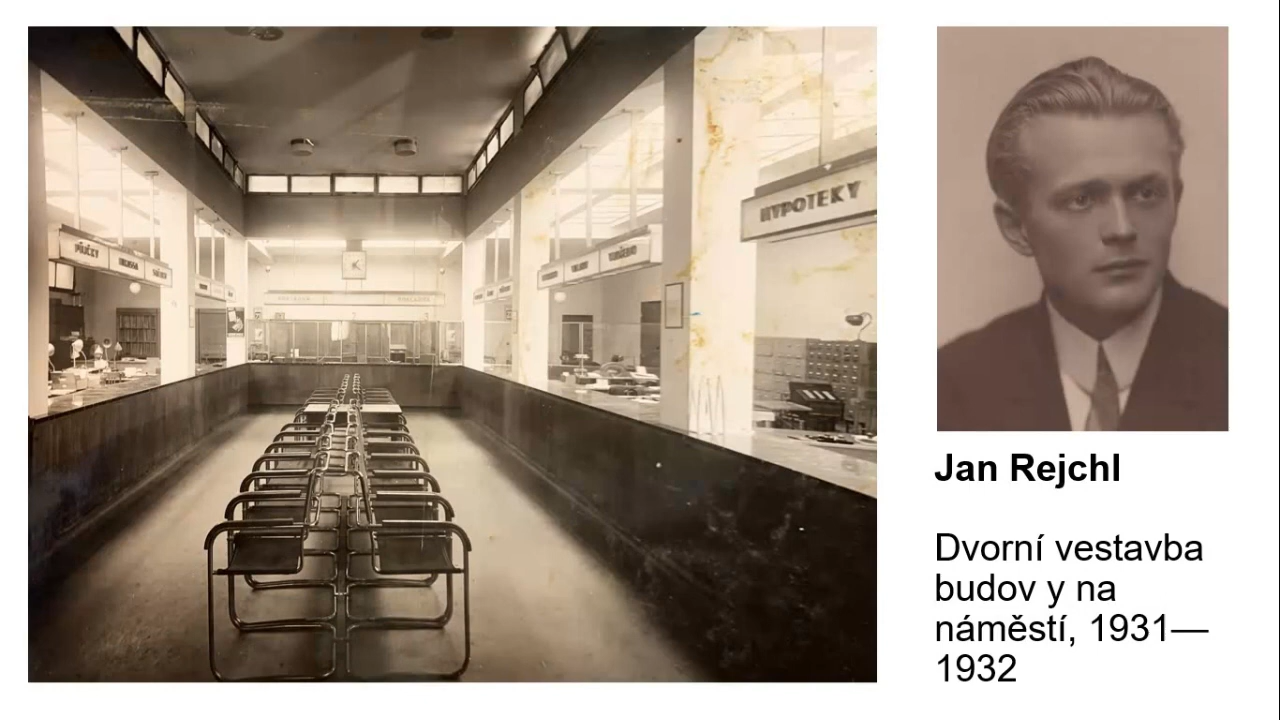 HYPOTEKY
PŮJČKY
Jan Rejchl
Dvorní vestavba
budov y na
náměstí, 1931—
1932